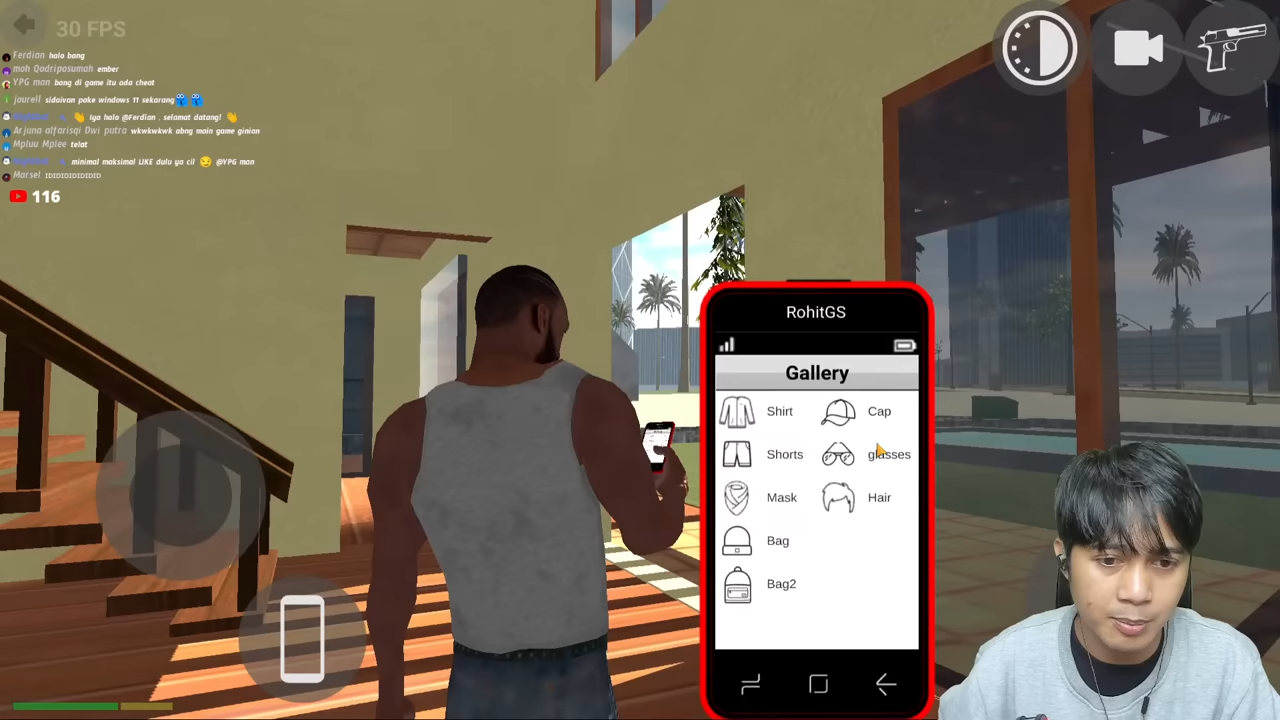 30 FPS
Ferdian halo bang
moh Qodriposumah ember
YPG man bang di game itu ada cheat
jourell sidaivan pake windows 11 sekarang
👋 Iya halo @Ferdian , selamat datang! 👋
Arjuna alfarisqi Dwi putra wkwkwkwk abng main game ginian
Mpluu Mplee telat
minimal maksimal LIKE dulu ya cil 😏 @YPG man
Marsel IDIDIDIDIDIDID
116
RohitGS
Gallery
Shirt Cap
Shorts glasses
Mask Hair
Bag
Bag2